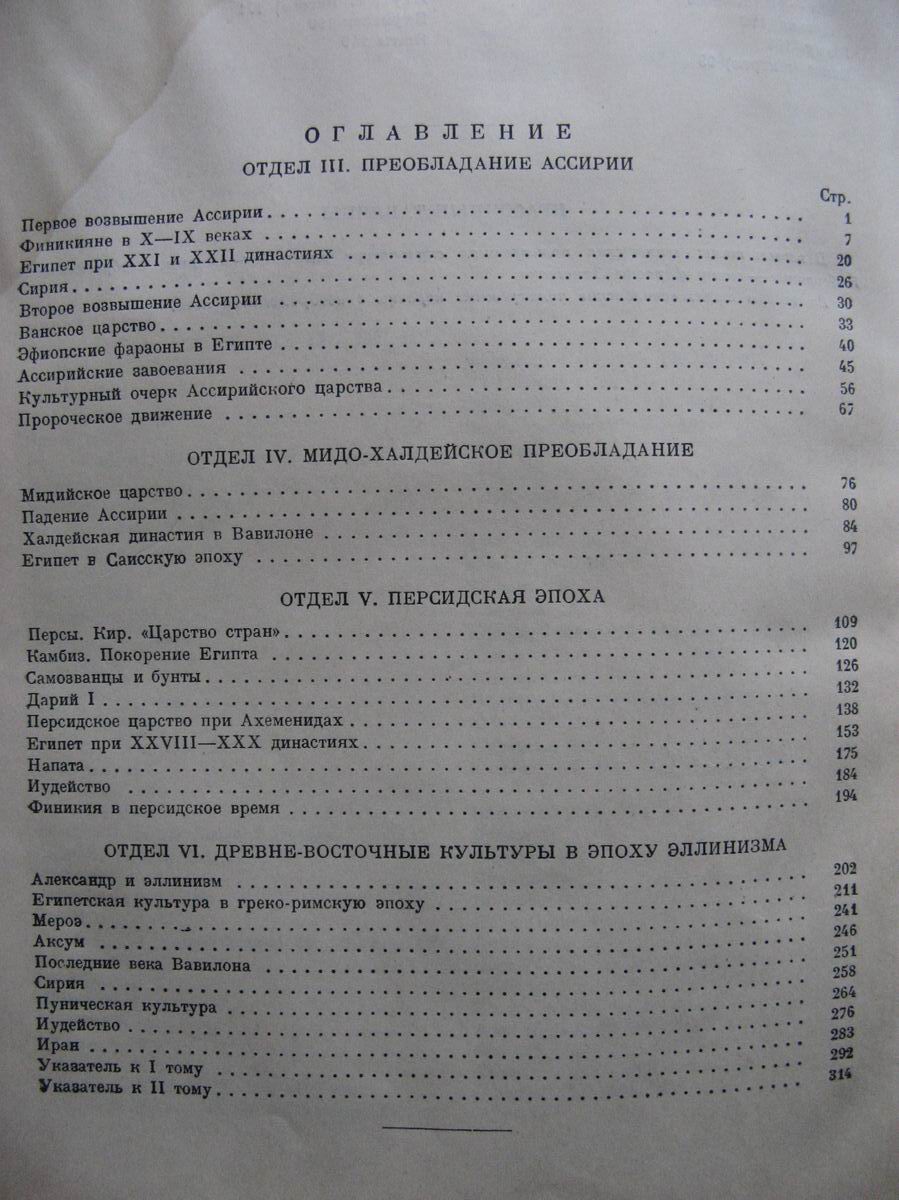 ОГЛАВЛЕНИЕ
ОТДЕЛ III. ПРЕОБЛАДАНИЕ АССИРИИ
Стр.
Первое возвышение Ассирии 1
Финикияне в X—IX веках 7
Египет при XXI и XXII династиях 20
Сирия 26
Второе возвышение Ассирии 30
Ванское царство 33
Эфиопские фараоны в Египте 40
Ассирийские завоевания 45
Культурный очерк Ассирийского царства 56
Пророческое движение 67
ОТДЕЛ IV. МИДО-ХАЛДЕЙСКОЕ ПРЕОБЛАДАНИЕ
Мидийское царство 76
Падение Ассирии 80
Халдейская династия в Вавилоне 84
Египет в Саисскую эпоху 97
ОТДЕЛ V. ПЕРСИДСКАЯ ЭПОХА
Персы. Кир. «Царство стран» 109
Камбиз. Покорение Египта 120
Самозванцы и бунты 126
Дарий I 132
Персидское царство при Ахеменидах 138
Египет при XXVIII—XXX династиях 153
Напата 175
Иудейство 184
Финикия в персидское время 194
ОТДЕЛ VI. ДРЕВНЕ-ВОСТОЧНЫЕ КУЛЬТУРЫ В ЭПОХУ ЭЛЛИНИЗМА
Александр и эллинизм 202
Египетская культура в греко-римскую эпоху 211
Мероэ 241
Аксум 246
Последние века Вавилона 251
Сирия 258
Пуническая культура 264
Иудейство 276
Иран 283
Указатель к I тому 292
Указатель к II тому 314